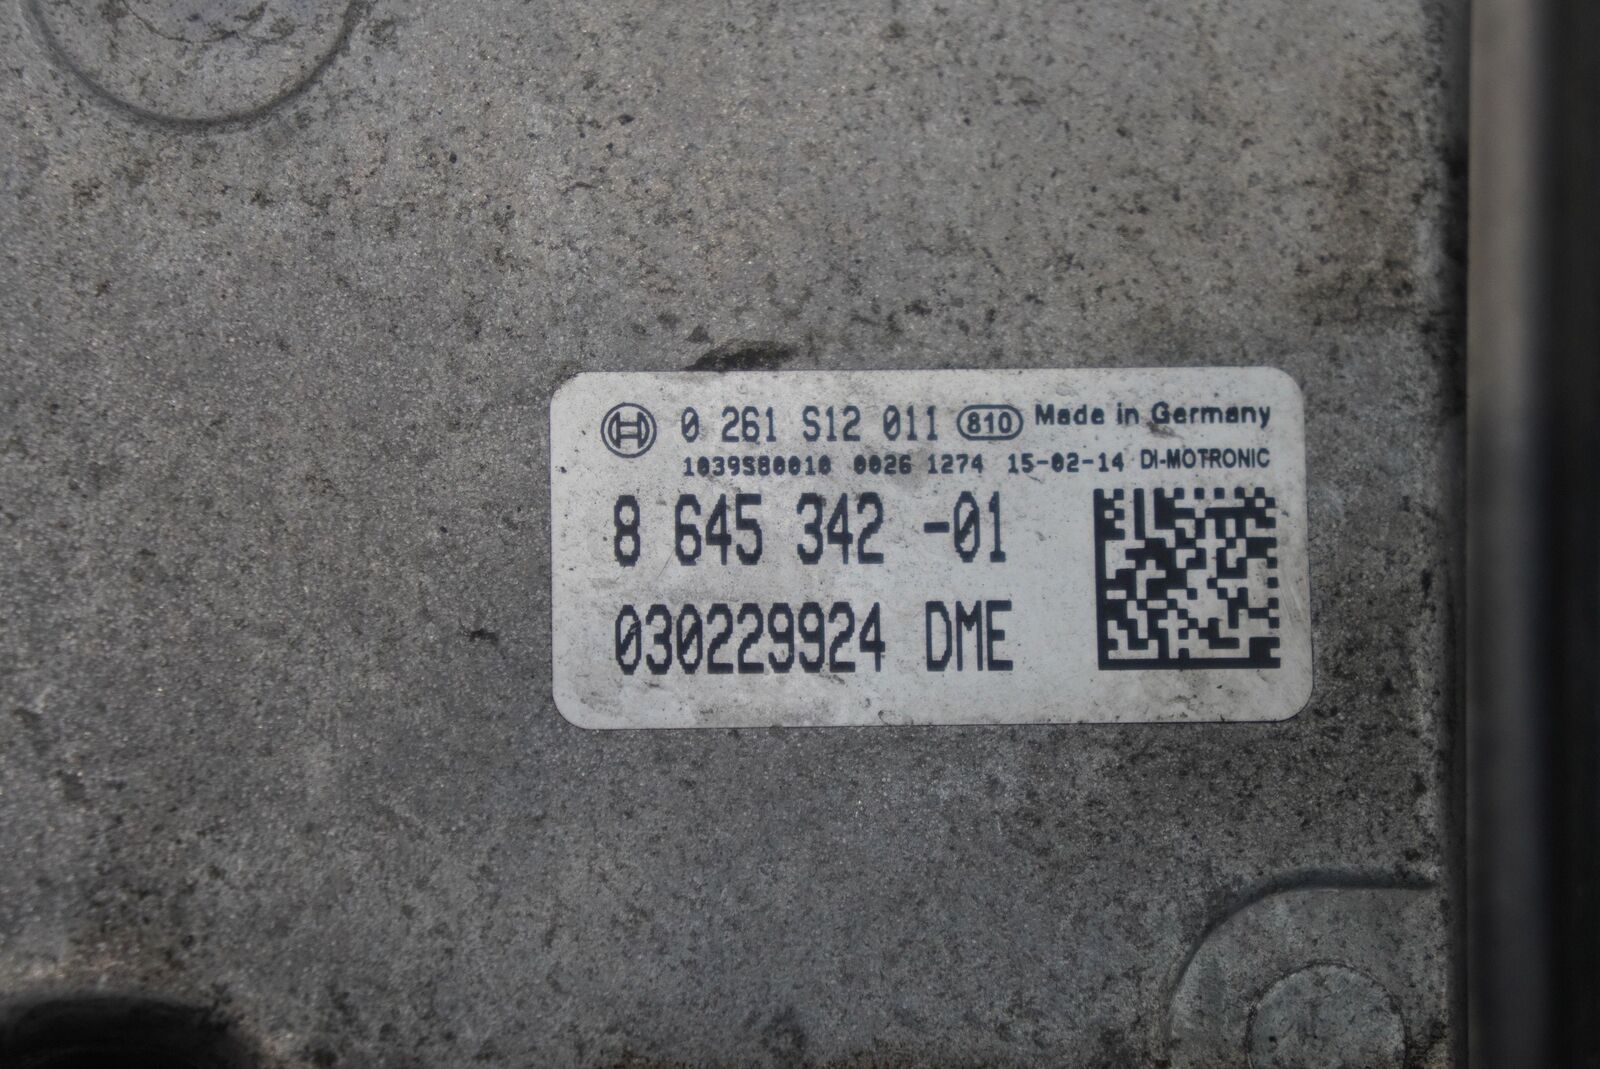 0 261 S12 011 810 Made in Germany
1039S80010 0026 1274 15-02-14 DI-MOTRONIC
8 645 342 -01
030229924 DME